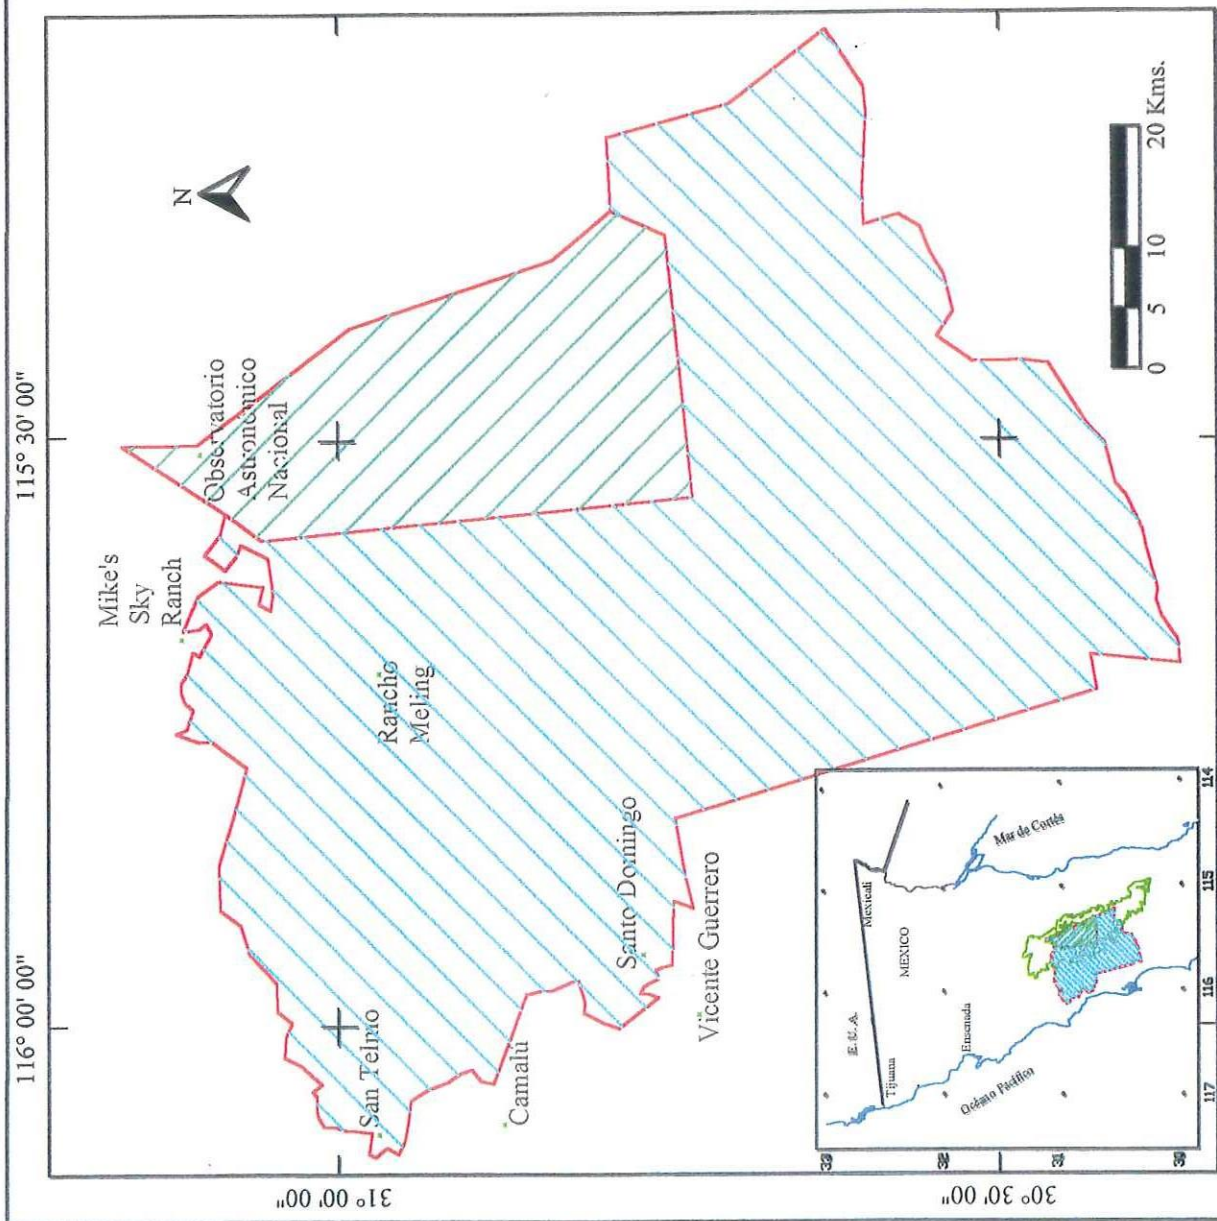 116° 00' 00"
115° 30' 00"
31° 00' 00"
30° 30' 00"
N
Mike's
Sky
Ranch
Observatorio
Astronómico
Nacional
Rancho
Meling
San Telmo
Camalú
Santo Domingo
Vicente Guerrero
0 5 10 20 Kms.
E.U.A.
Tijuana
Mexicali
MEXICO
Ensenada
Océano Pacífico
Mar de Cortés
33
32
31
30
117 116 115 114